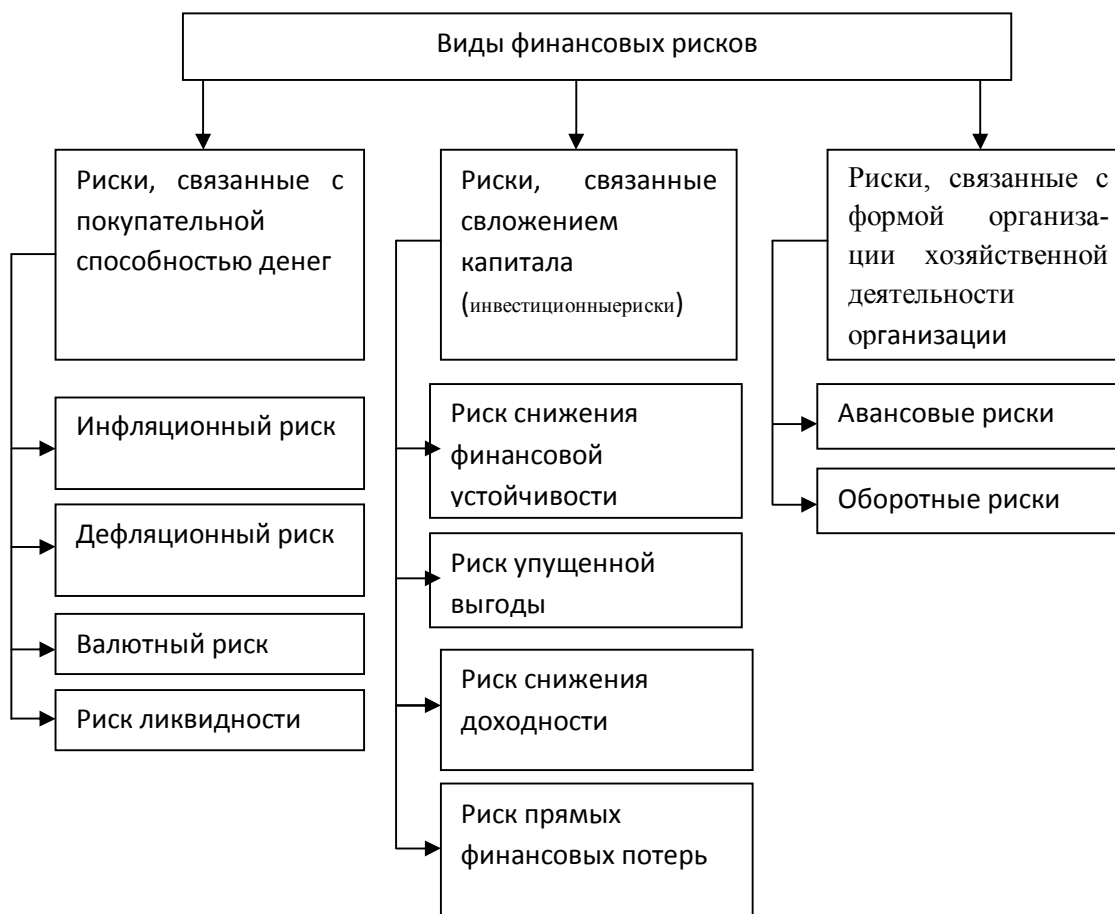 Виды финансовых рисков
Риски, связанные с
покупательной
способностью денег
Инфляционный риск
Дефляционный риск
Валютный риск
Риск ликвидности
Риски, связанные
свложением
капитала
(инвестиционныериски)
Риск снижения
финансовой
устойчивости
Риск упущенной
выгоды
Риск снижения
доходности
Риск прямых
финансовых потерь
Риски, связанные с
формой организа-
ции хозяйственной
деятельности
организации
Авансовые риски
Оборотные риски